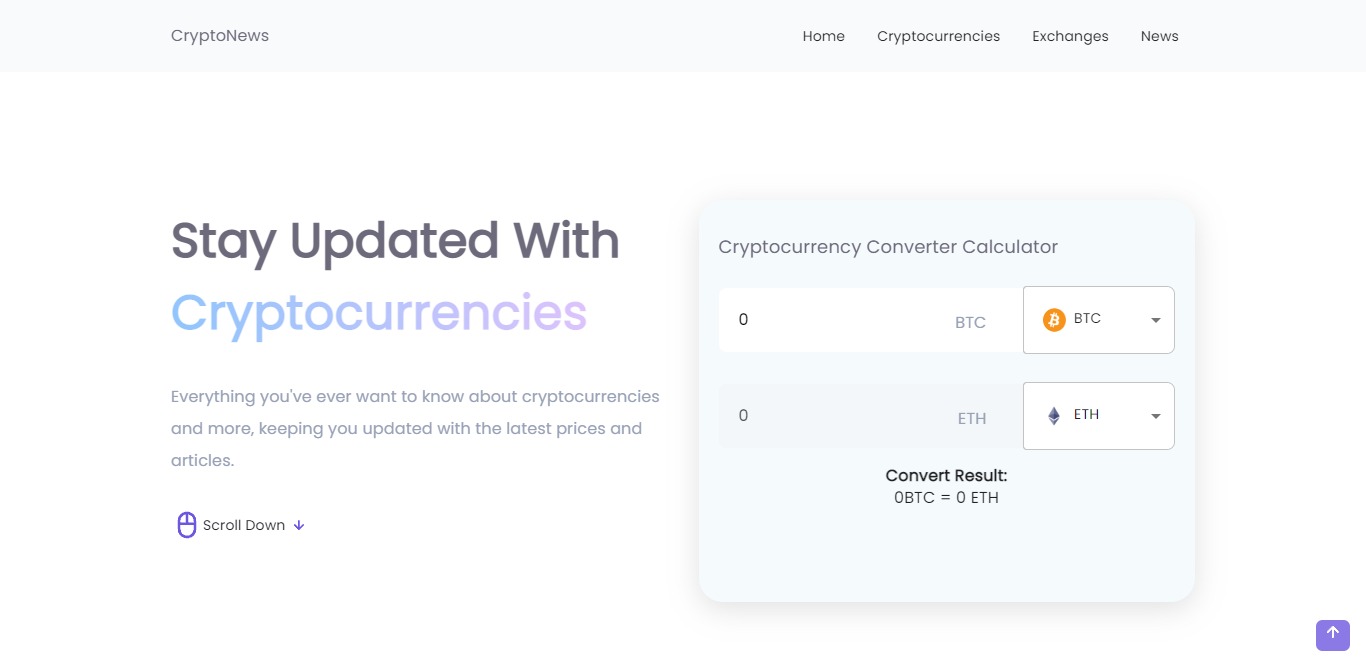 CryptoNews
Home
Cryptocurrencies
Exchanges
News
Stay Updated With
Cryptocurrencies
Everything you've ever want to know about cryptocurrencies
and more, keeping you updated with the latest prices and
articles.
Scroll Down
Cryptocurrency Converter Calculator
0 BTC
BTC
0 ETH
ETH
Convert Result:
0BTC = 0 ETH